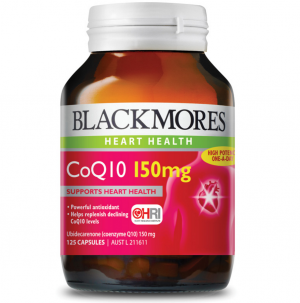 BLACKMORES
HEART HEALTH
HIGH POTENCY
ONE-A-DAY
CoQ10 150mg
SUPPORTS HEART HEALTH
• Powerful antioxidant
• Helps replenish declining
CoQ10 levels
HRI
Ubidecarenone (coenzyme Q10) 150 mg
125 CAPSULES | AUST L 211611